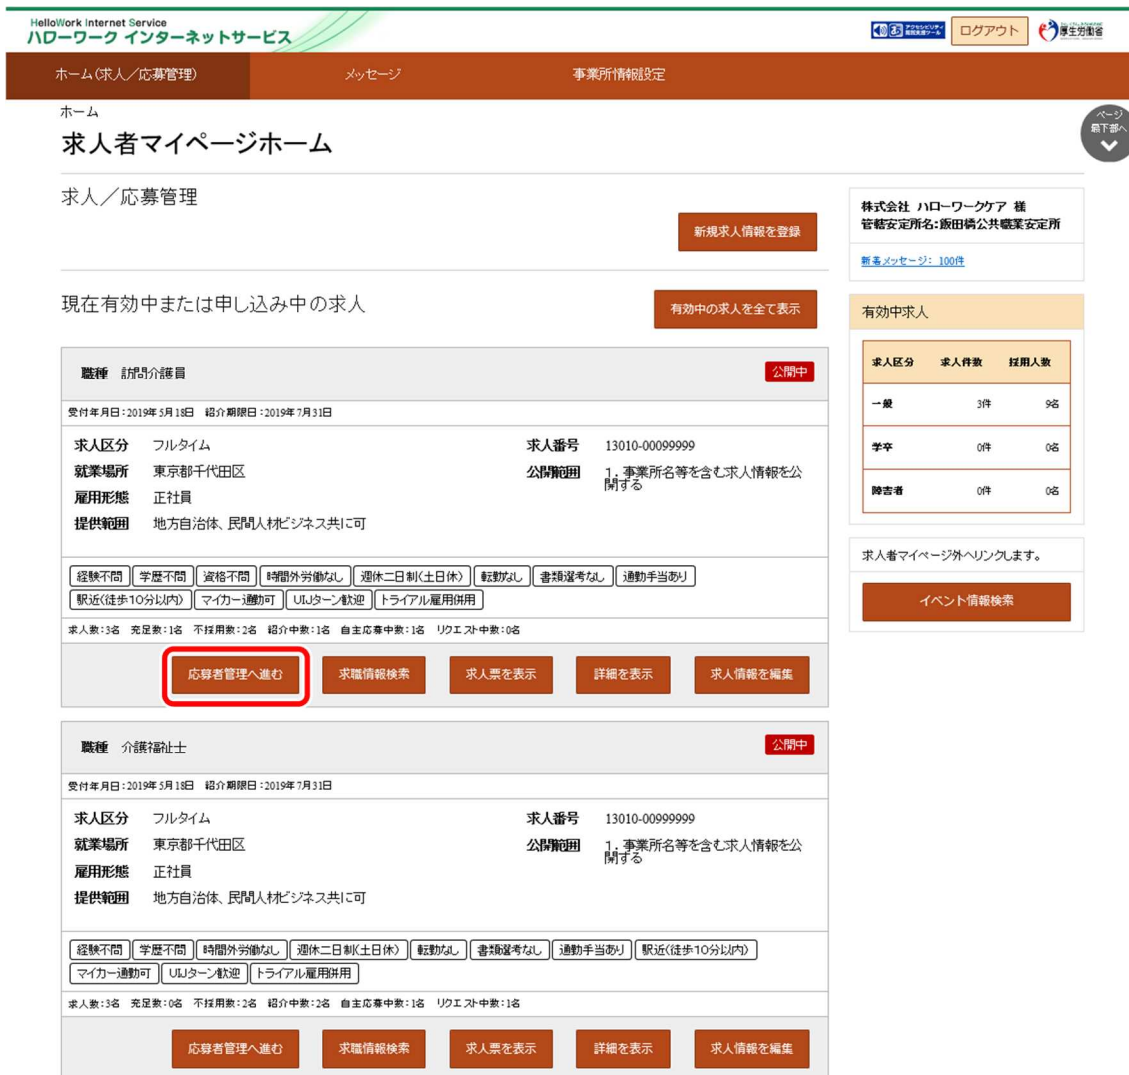 HelloWork Internet Service
ハローワーク インターネットサービス
ログアウト
厚生労働省
ホーム(求人／応募管理)
メッセージ
事業所情報設定
ホーム
ページ
最下部へ
求人者マイページホーム
求人／応募管理
新規求人情報を登録
株式会社 ハローワークケア 様
管轄安定所名:飯田橋公共職業安定所
新着メッセージ: 100件
現在有効中または申し込み中の求人
有効中の求人を全て表示
有効中求人
求人区分 求人件数 採用人数
一般 3件 9名
学卒 0件 0名
障害者 0件 0名
求人者マイページ外へリンクします。
イベント情報検索
職種 訪問介護員
公開中
受付年月日:2019年5月18日 紹介期限日:2019年7月31日
求人区分 フルタイム
求人番号 13010-00099999
就業場所 東京都千代田区
公開範囲 1．事業所名等を含む求人情報を公
開する
雇用形態 正社員
提供範囲 地方自治体、民間人材ビジネス共に可
経験不問 学歴不問 資格不問 時間外労働なし 週休二日制(土日休) 転勤なし 書類選考なし 通勤手当あり
駅近(徒歩10分以内) マイカー通勤可 UIJターン歓迎 トライアル雇用併用
求人数:3名 充足数:1名 不採用数:2名 紹介中数:1名 自主応募中数:1名 リクエスト中数:0名
応募者管理へ進む 求職情報検索 求人票を表示 詳細を表示 求人情報を編集
職種 介護福祉士
公開中
受付年月日:2019年5月18日 紹介期限日:2019年7月31日
求人区分 フルタイム
求人番号 13010-00999999
就業場所 東京都千代田区
公開範囲 1．事業所名等を含む求人情報を公
開する
雇用形態 正社員
提供範囲 地方自治体、民間人材ビジネス共に可
経験不問 学歴不問 時間外労働なし 週休二日制(土日休) 転勤なし 書類選考なし 通勤手当あり 駅近(徒歩10分以内)
マイカー通勤可 UIJターン歓迎 トライアル雇用併用
求人数:3名 充足数:0名 不採用数:2名 紹介中数:2名 自主応募中数:1名 リクエスト中数:1名
応募者管理へ進む 求職情報検索 求人票を表示 詳細を表示 求人情報を編集